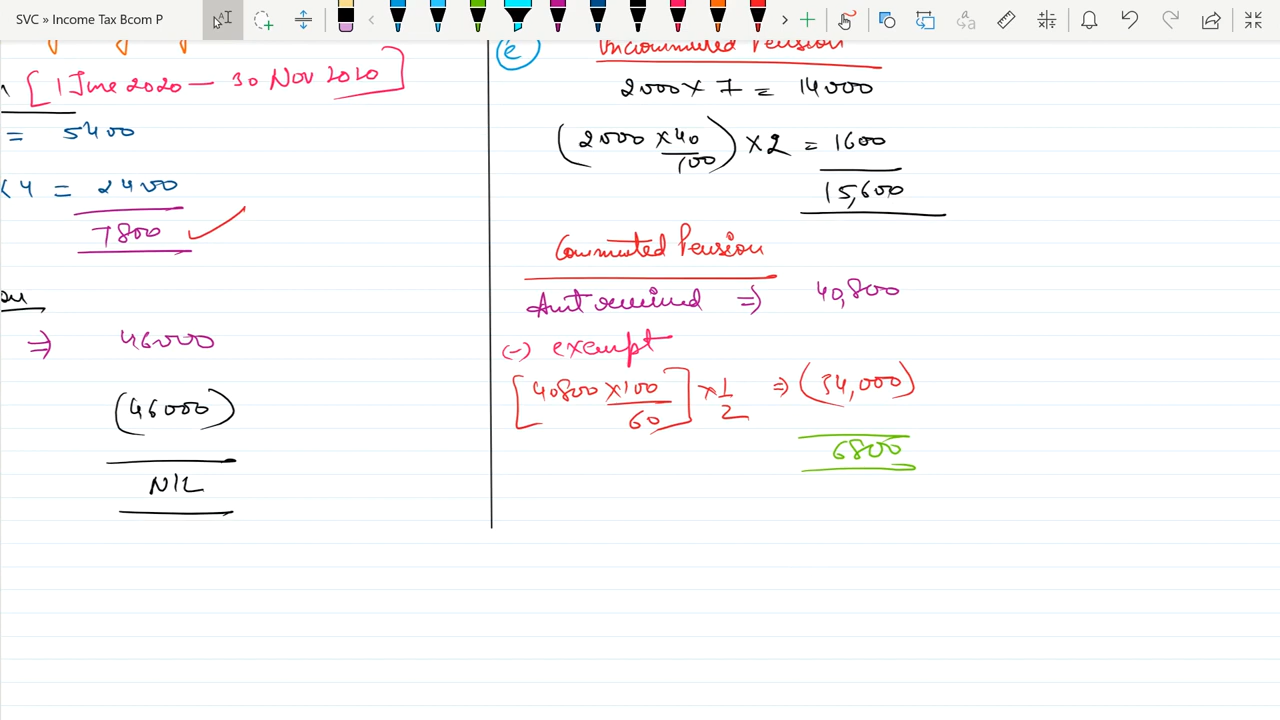 SVC » Income Tax Bcom P
[1 June 2020 — 30 Nov 2020]
= 5400
x 4 = 2400
7800
⇒ 46000
(46000)
NIL
(e) Uncommuted Pension
2000 x 7 = 14000
(2000 x 40/100) x 2 = 1600
15,600
Commuted Pension
Amt received ⇒ 40,800
(-) exempt
[40800 x 100/60] x 1/2 ⇒ (34,000)
6800